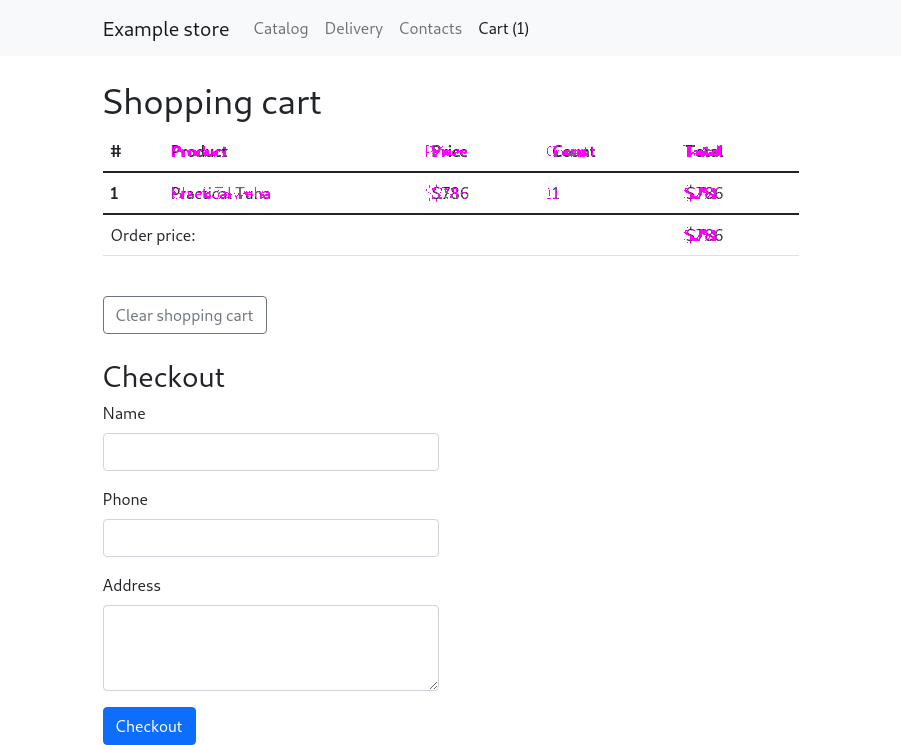 Example store Catalog Delivery Contacts Cart (1)
Shopping cart
# Product Price Count Total
1 Practical Tuna $786 1 $786
Order price: $786
Clear shopping cart
Checkout
Name
Phone
Address
Checkout